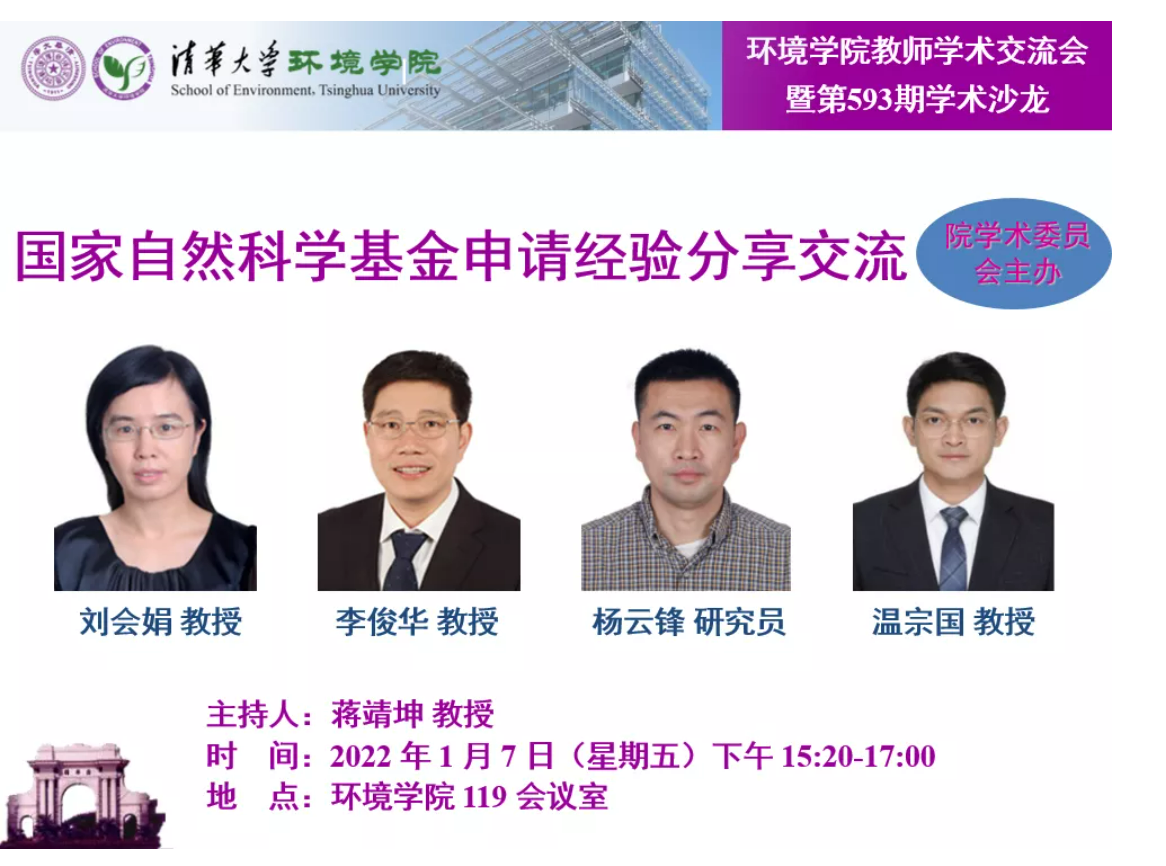 清华大学环境学院
School of Environment, Tsinghua University
环境学院教师学术交流会
暨第593期学术沙龙
国家自然科学基金申请经验分享交流
院学术委员
会主办
刘会娟 教授
李俊华 教授
杨云锋 研究员
温宗国 教授
主持人：蒋靖坤 教授
时　间：2022 年 1 月 7 日（星期五）下午 15:20-17:00
地　点：环境学院 119 会议室